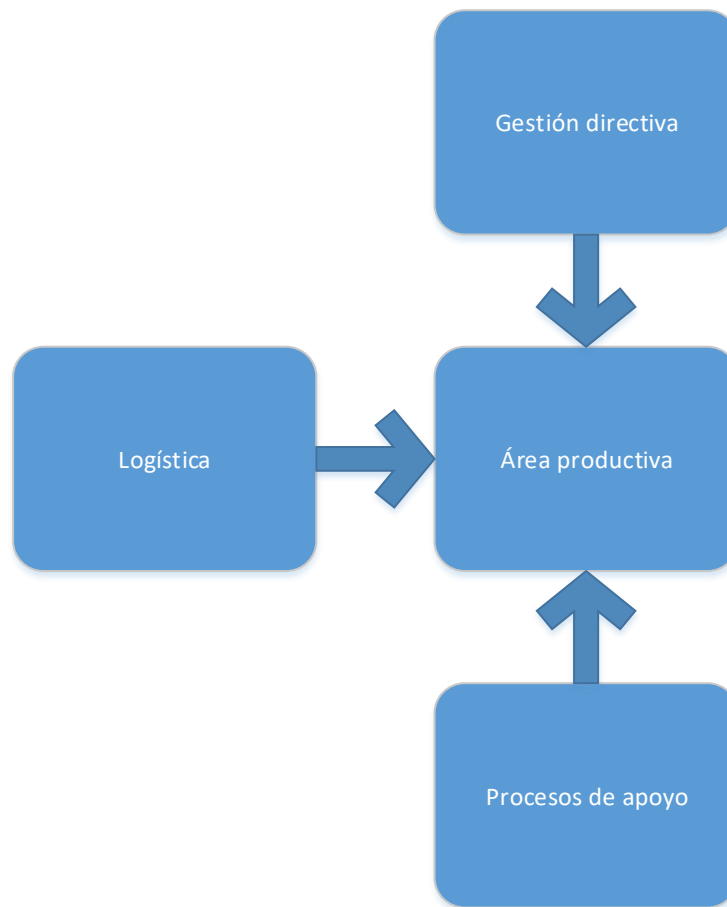 Gestión directiva
Logística
Área productiva
Procesos de apoyo